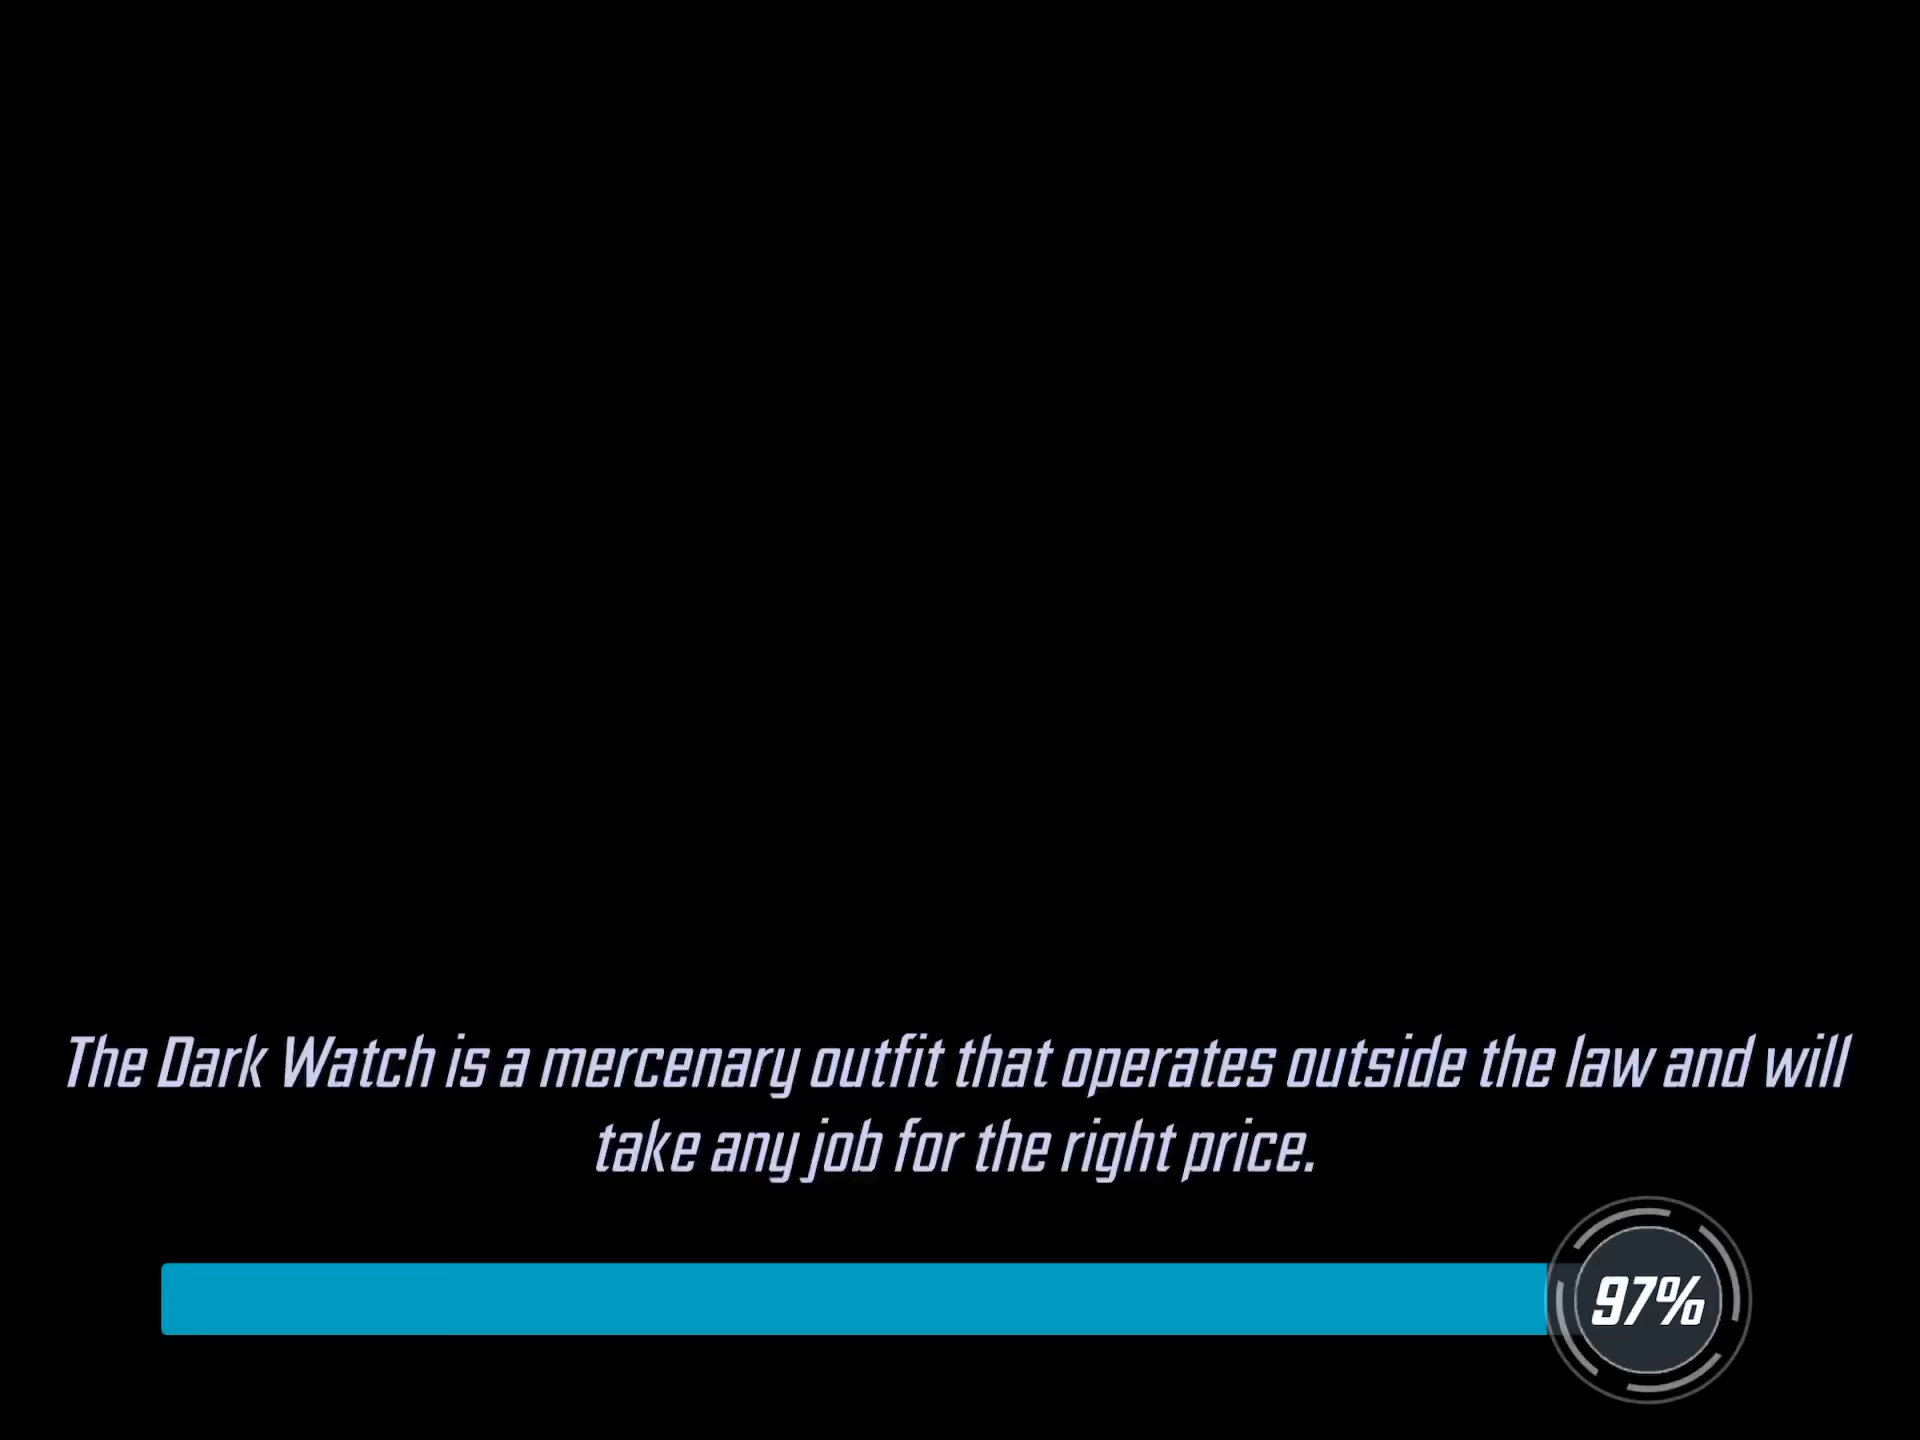 The Dark Watch is a mercenary outfit that operates outside the law and will
take any job for the right price.
97%